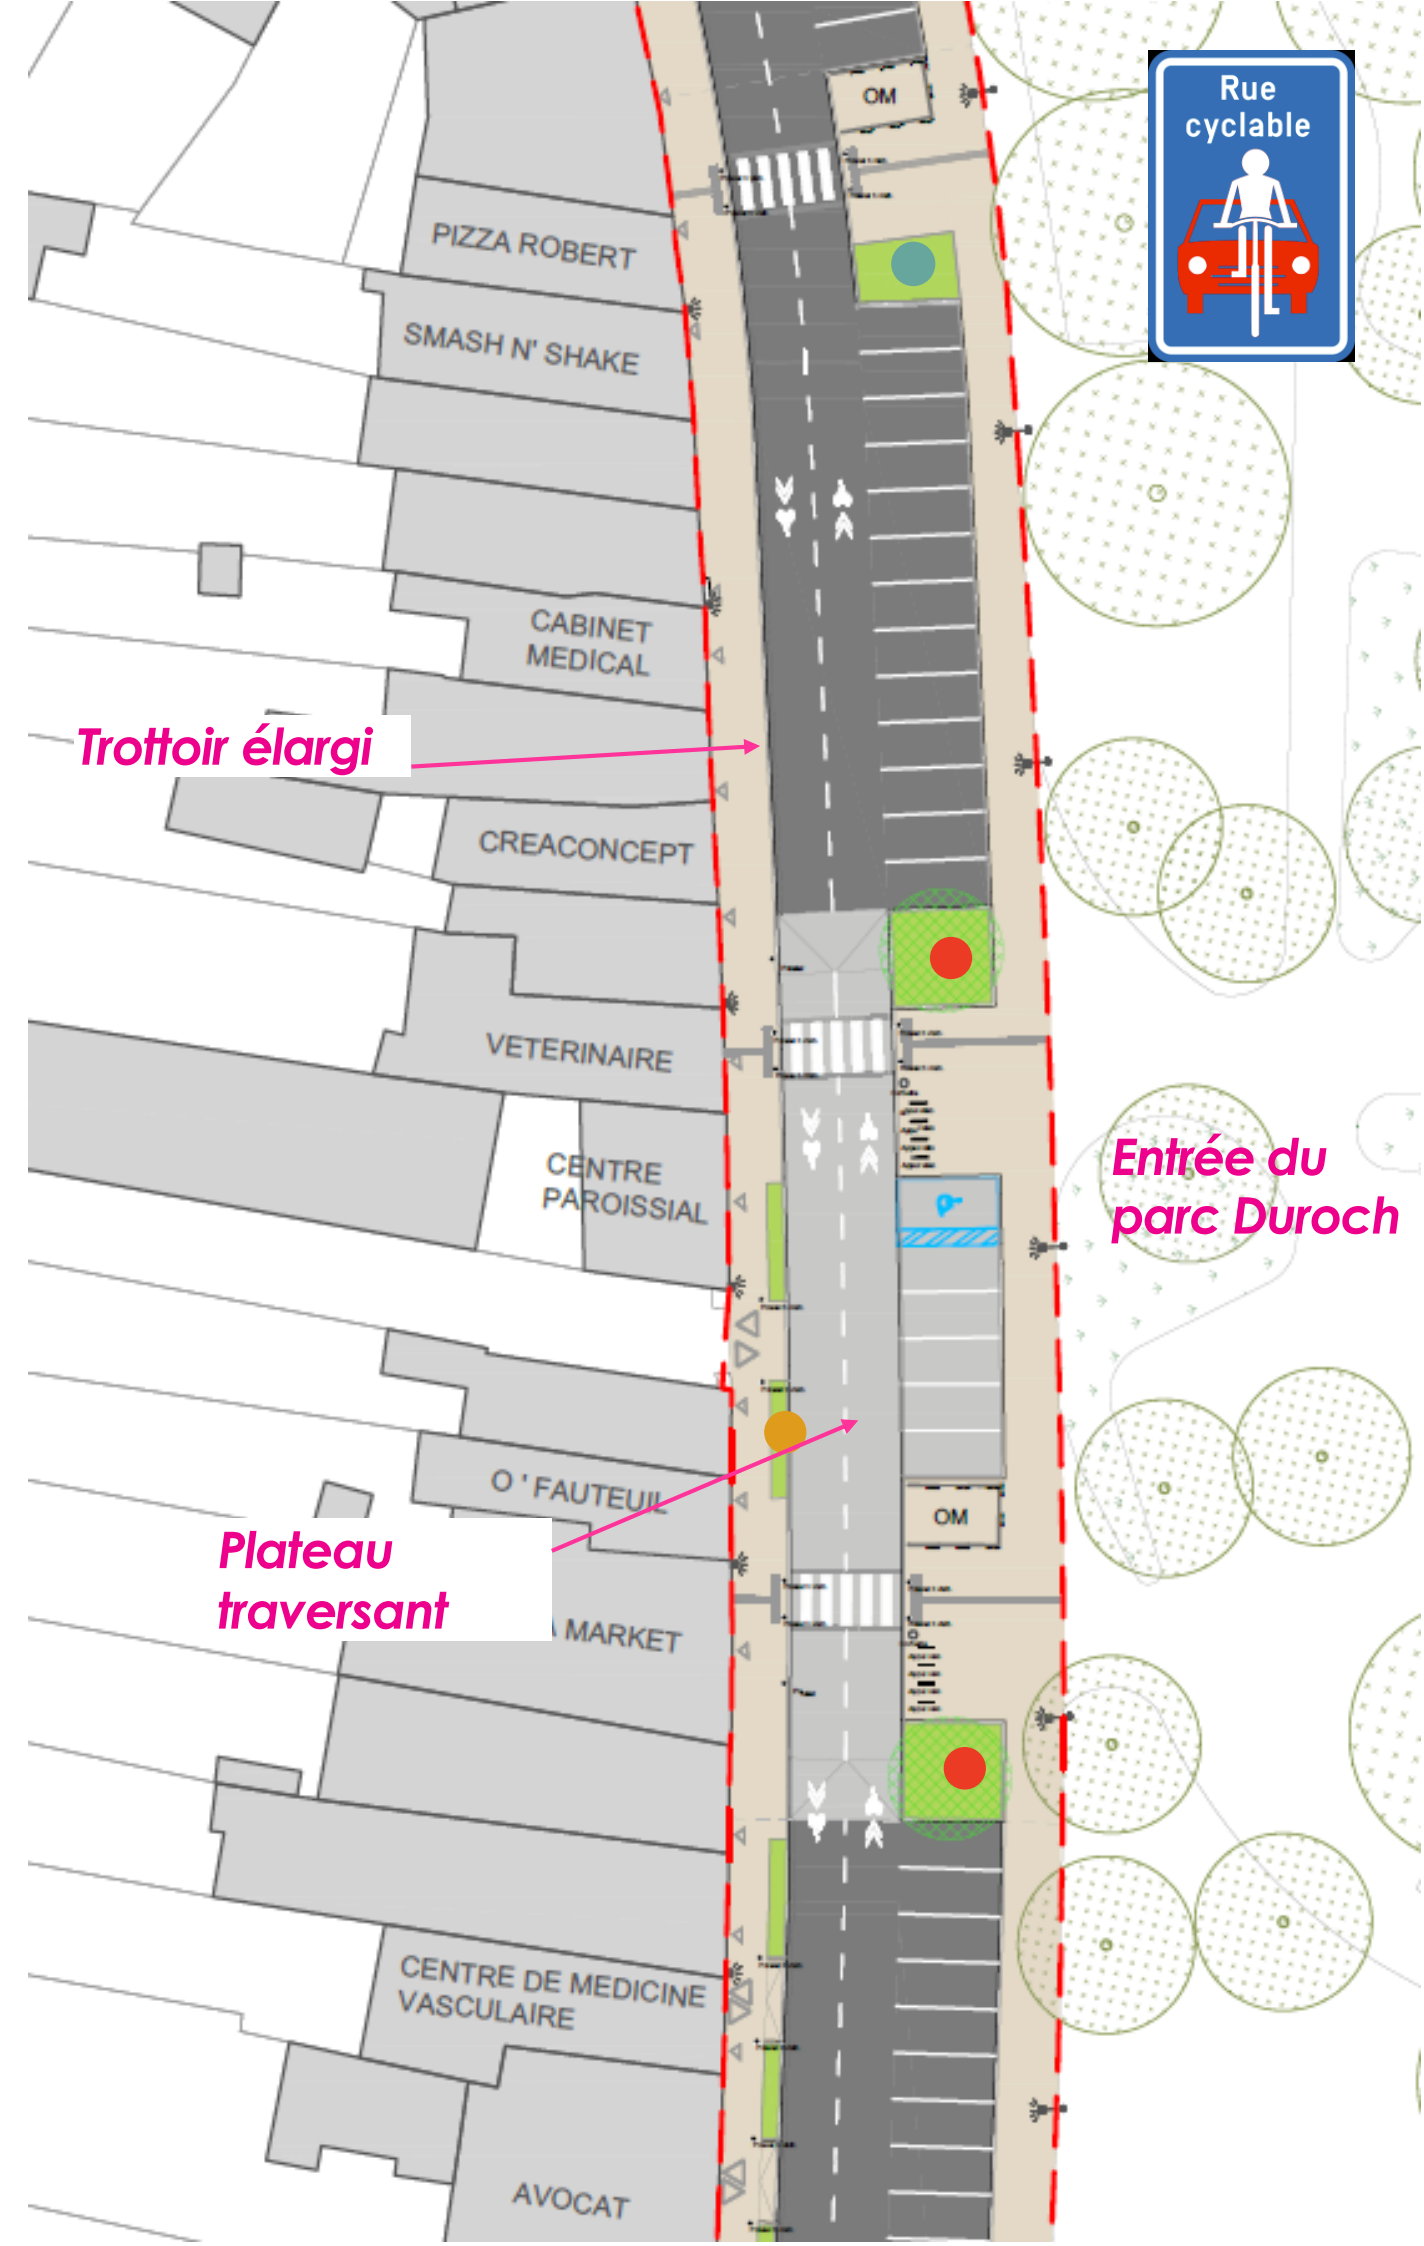 OM
Rue
cyclable
PIZZA ROBERT
SMASH N' SHAKE
CABINET
MEDICAL
Trottoir élargi
CREACONCEPT
VETERINAIRE
CENTRE
PAROISSIAL
Entrée du
parc Duroch
O ' FAUTEUIL
OM
Plateau
traversant
MARKET
CENTRE DE MEDICINE
VASCULAIRE
AVOCAT